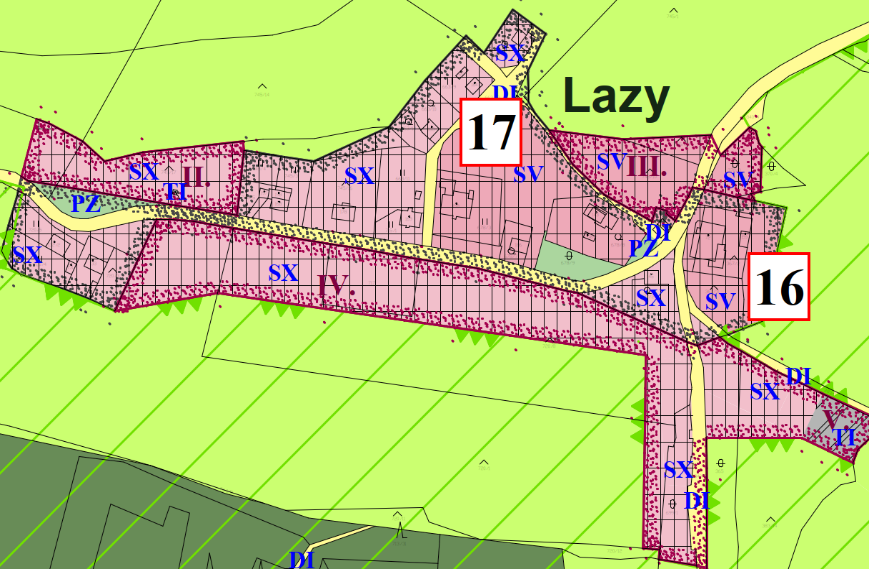 SX
DI
Lazy
17
SV
III.
SV
SX
II.
TI
SX
SV
PZ
DI
PZ
SX
SX
IV.
SX
SV
16
DI
SX
V.
TI
SX
DI
DI